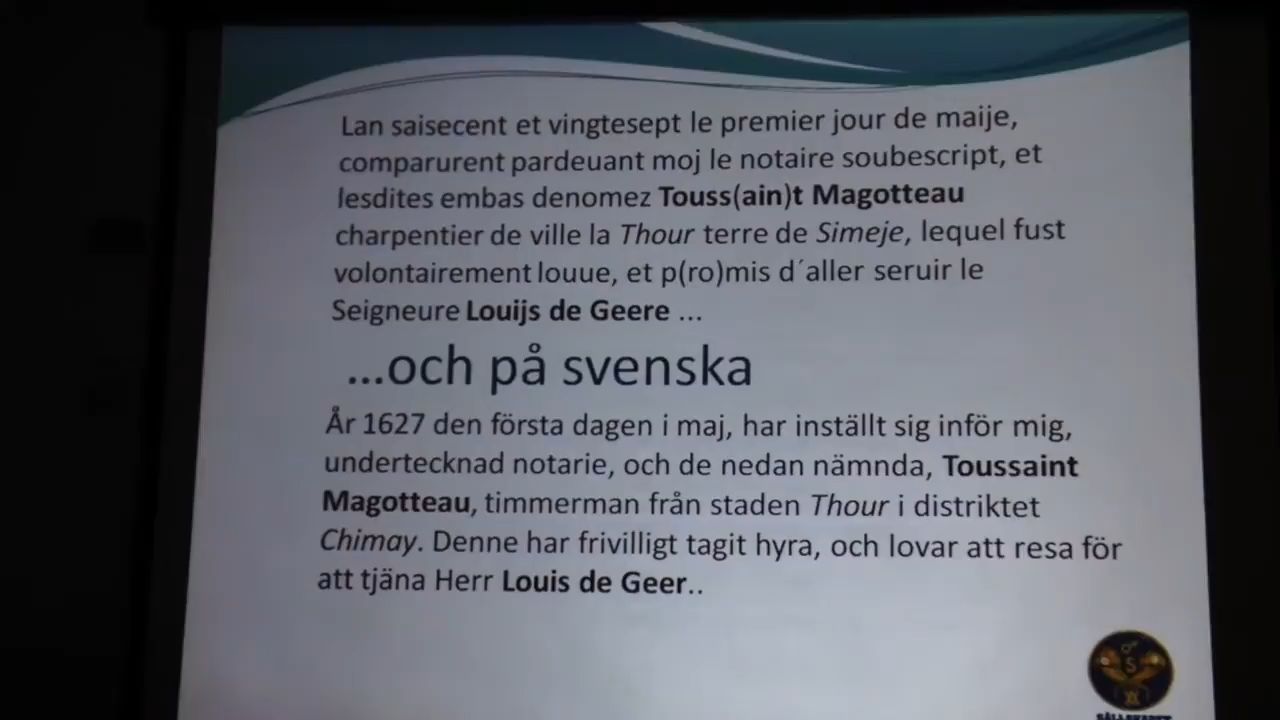 Lan saisecent et vingtesept le premier jour de maije,
comparurent pardeuant moj le notaire soubescript, et
lesdites embas denomez Touss(ain)t Magotteau
charpentier de ville la Thour terre de Simeje, lequel fust
volontairement louue, et p(ro)mis d´aller seruir le
Seigneure Louijs de Geere ...
...och på svenska
År 1627 den första dagen i maj, har inställt sig inför mig,
undertecknad notarie, och de nedan nämnda, Toussaint
Magotteau, timmerman från staden Thour i distriktet
Chimay. Denne har frivilligt tagit hyra, och lovar att resa för
att tjäna Herr Louis de Geer..
S